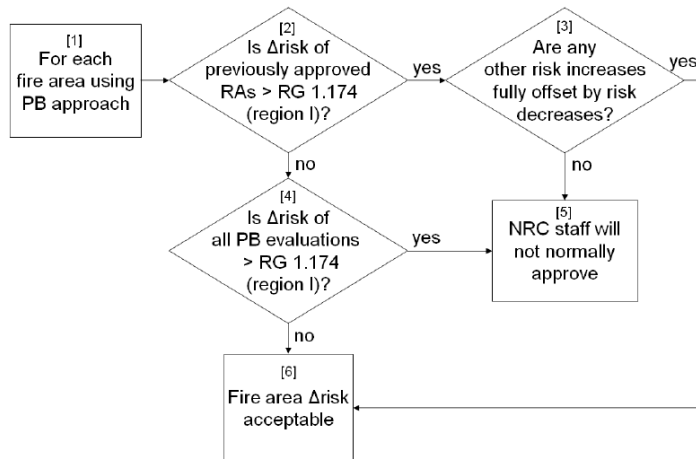 [1]
For each
fire area using
PB approach
[2]
Is Δrisk of
previously approved
RAs > RG 1.174
(region I)?
yes
[3]
Are any
other risk increases
fully offset by risk
decreases?
yes
no
no
[4]
Is Δrisk of
all PB evaluations
> RG 1.174
(region I)?
yes
[5]
NRC staff will
not normally
approve
no
[6]
Fire area Δrisk
acceptable